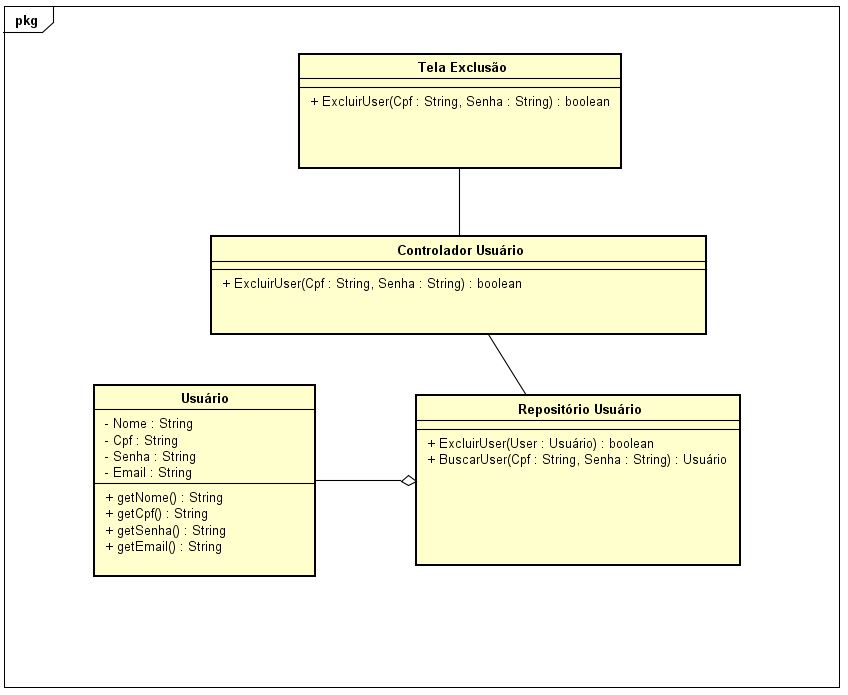 pkg
Tela Exclusão
+ ExcluirUser(Cpf : String, Senha : String) : boolean
Controlador Usuário
+ ExcluirUser(Cpf : String, Senha : String) : boolean
Usuário
- Nome : String
- Cpf : String
- Senha : String
- Email : String
+ getNome() : String
+ getCpf() : String
+ getSenha() : String
+ getEmail() : String
Repositório Usuário
+ ExcluirUser(User : Usuário) : boolean
+ BuscarUser(Cpf : String, Senha : String) : Usuário